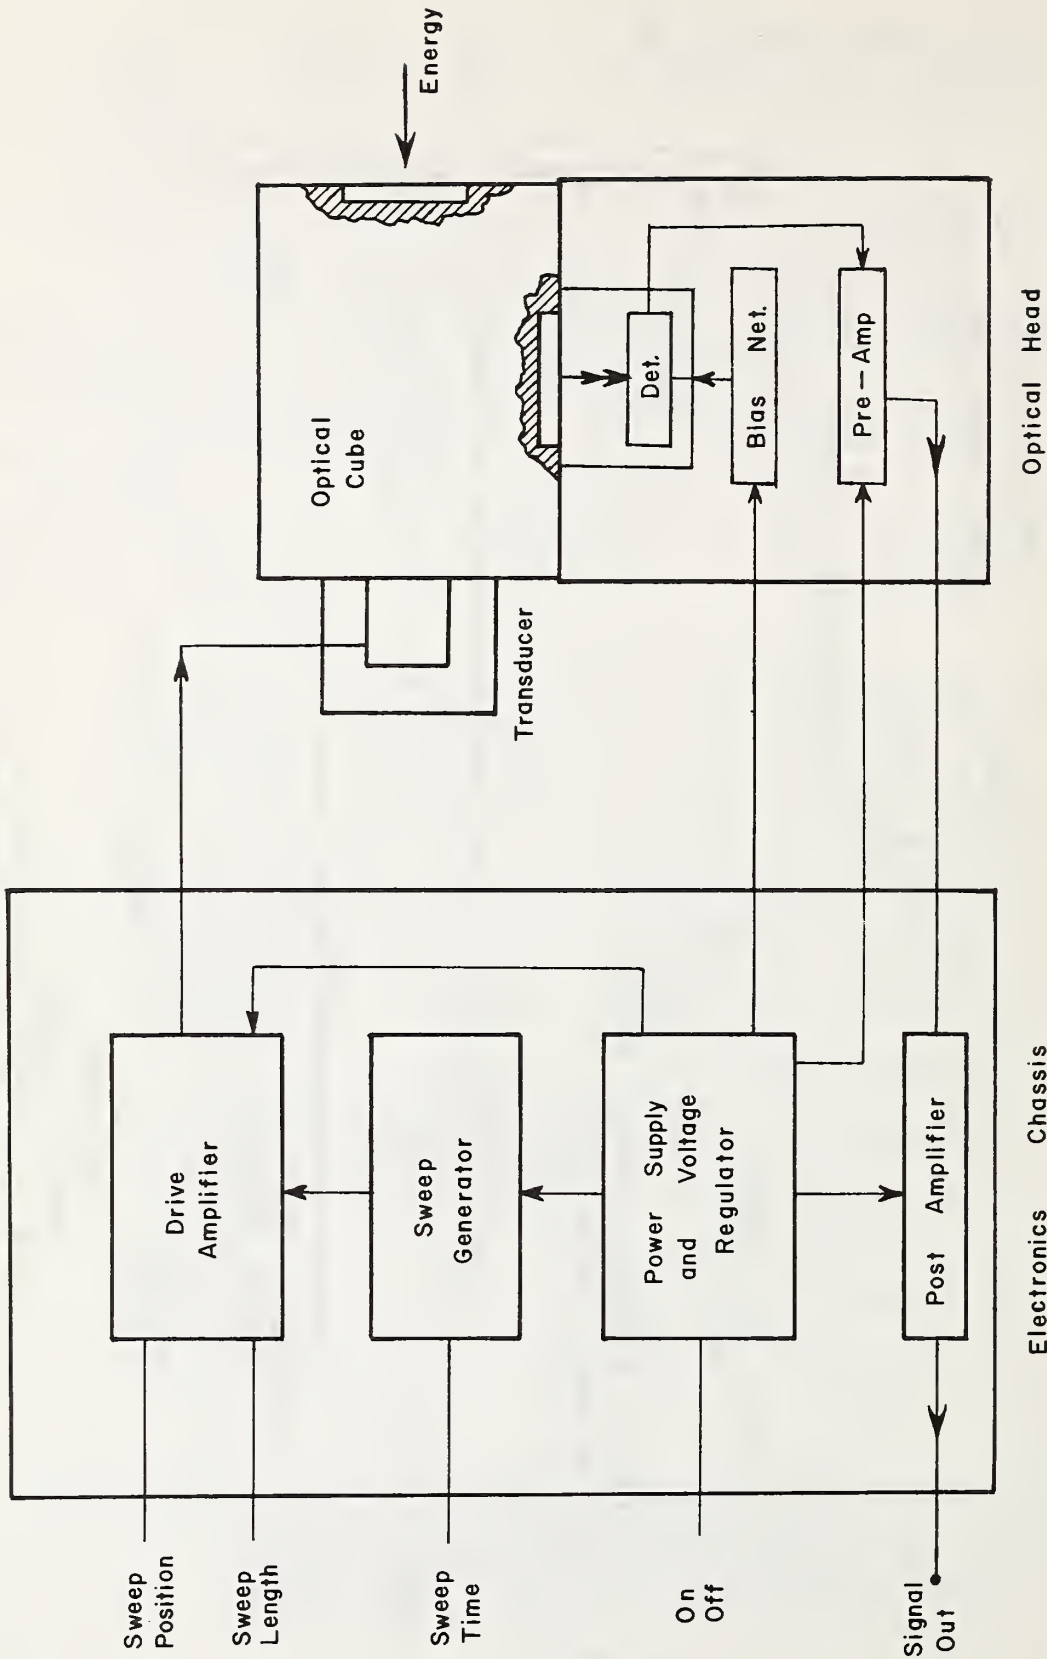 Sweep
Position
Sweep
Length
Sweep
Time
On
Off
Signal
Out
Drive
Amplifier
Sweep
Generator
Power Supply
and Voltage
Regulator
Post Amplifier
Electronics Chassis
Transducer
Optical
Cube
Energy
Det.
Bias Net.
Pre-Amp
Optical Head